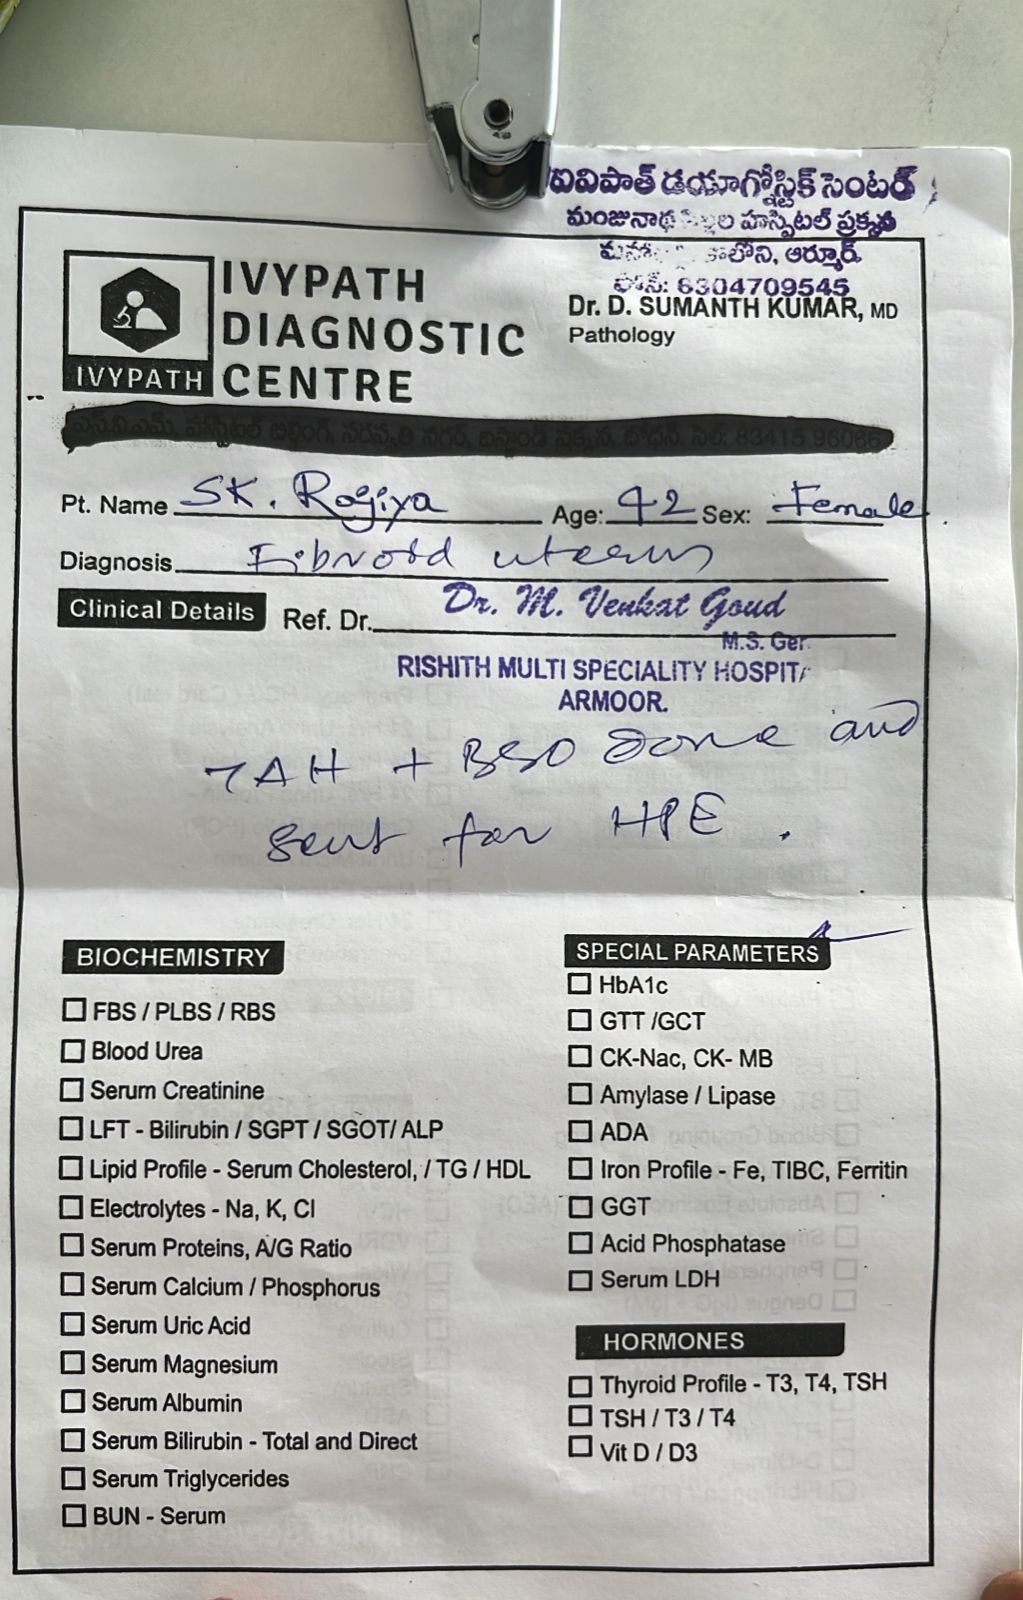 ఐవిపాత్ డయాగ్నోస్టిక్ సెంటర్
మంజునాథ హాస్పిటల్ ప్రక్కన
ఆర్మూర్.
ఫోన్: 6304709545
IVYPATH
DIAGNOSTIC
CENTRE
IVYPATH
Dr. D. SUMANTH KUMAR, MD
Pathology
Pt. Name SK. Rogiya Age: 42 Sex: Female
Diagnosis Fibroid uterus
Clinical Details Ref. Dr. Dr. M. Venkat Goud
M.S. Ger.
RISHITH MULTI SPECIALITY
ARMOOR.
TAH + BSO done and
sent for HPE.
BIOCHEMISTRY
FBS / PLBS / RBS
Blood Urea
Serum Creatinine
LFT - Bilirubin / SGPT / SGOT/ ALP
Lipid Profile - Serum Cholesterol, / TG / HDL
Electrolytes - Na, K, Cl
Serum Proteins, A/G Ratio
Serum Calcium / Phosphorus
Serum Uric Acid
Serum Magnesium
Serum Albumin
Serum Bilirubin - Total and Direct
Serum Triglycerides
BUN - Serum
SPECIAL PARAMETERS
HbA1c
GTT /GCT
CK-Nac, CK- MB
Amylase / Lipase
ADA
Iron Profile - Fe, TIBC, Ferritin
GGT
Acid Phosphatase
Serum LDH
HORMONES
Thyroid Profile - T3, T4, TSH
TSH / T3 / T4
Vit D / D3